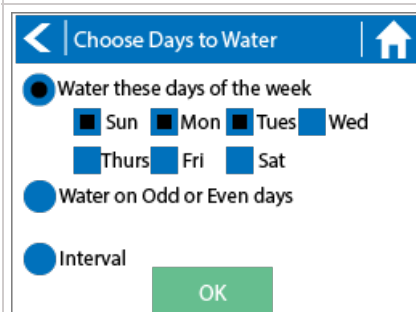 Choose Days to Water
Water these days of the week
Sun Mon Tues Wed
Thurs Fri Sat
Water on Odd or Even days
Interval
OK